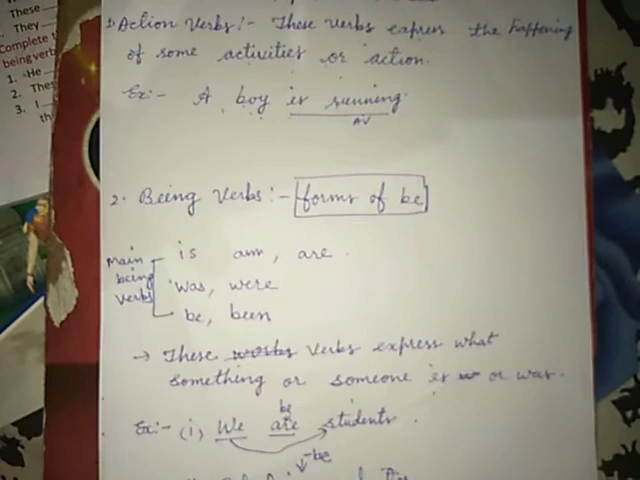 These
They
Complete t
being verb
1. He
2. Thes
3. I
th
1. Action Verbs :- These verbs express the happening
of some activities or action.
Ex:- A boy is running.
AV
2. Being Verbs :- forms of be
main being verbs
is am, are.
was, were
be, been
→ These verbs express what
something or someone is or was.
be
Ex:- (i) We are students.
be